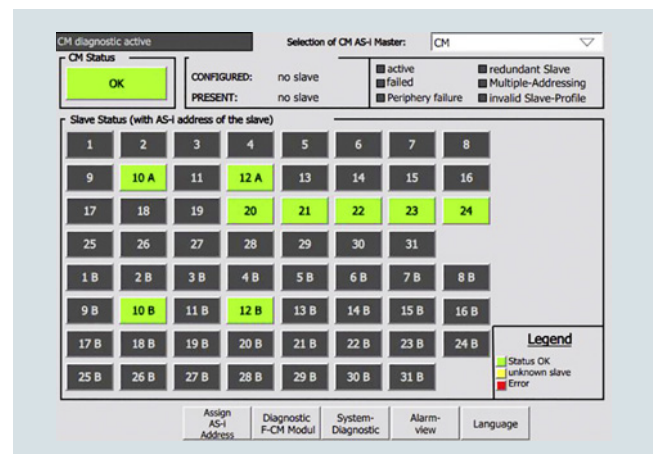 CM diagnostic active
Selection of CM AS-i Master: CM
CM Status
OK
CONFIGURED: no slave
PRESENT: no slave
active
failed
Periphery failure
redundant Slave
Multiple-Addressing
invalid Slave-Profile
Slave Status (with AS-i address of the slave)
1 2 3 4 5 6 7 8
9 10 A 11 12 A 13 14 15 16
17 18 19 20 21 22 23 24
25 26 27 28 29 30 31
1 B 2 B 3 B 4 B 5 B 6 B 7 B 8 B
9 B 10 B 11 B 12 B 13 B 14 B 15 B 16 B
17 B 18 B 19 B 20 B 21 B 22 B 23 B 24 B
25 B 26 B 27 B 28 B 29 B 30 B 31 B
Legend
Status OK
unknown slave
Error
Assign
AS-i
Address
Diagnostic
F-CM Modul
System-
Diagnostic
Alarm-
view
Language